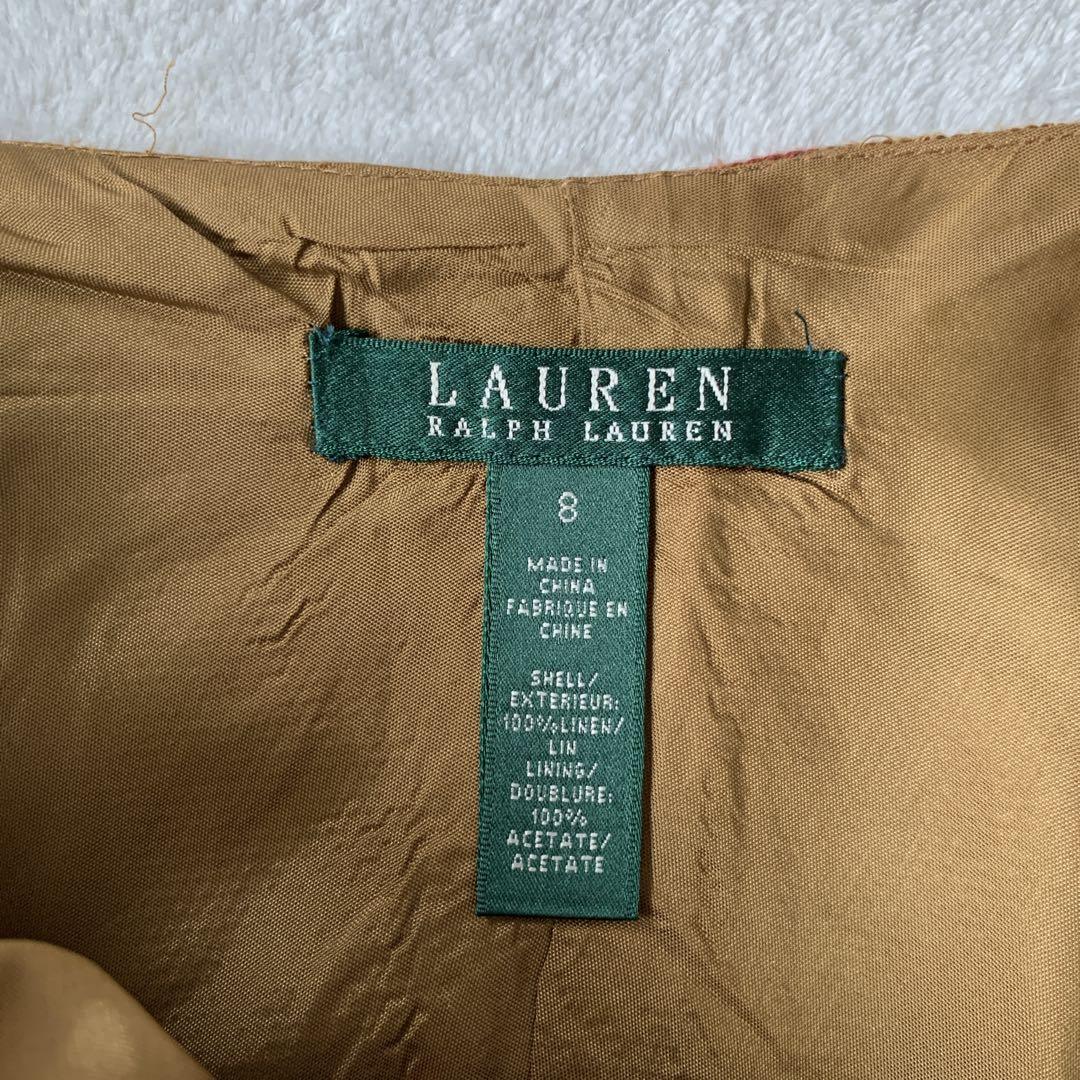 LAUREN
RALPH LAUREN
8
MADE IN
CHINA
FABRIQUE EN
CHINE
SHELL/
EXTERIEUR:
100%LINEN/
LIN
LINING/
DOUBLURE:
100%
ACETATE/
ACETATE